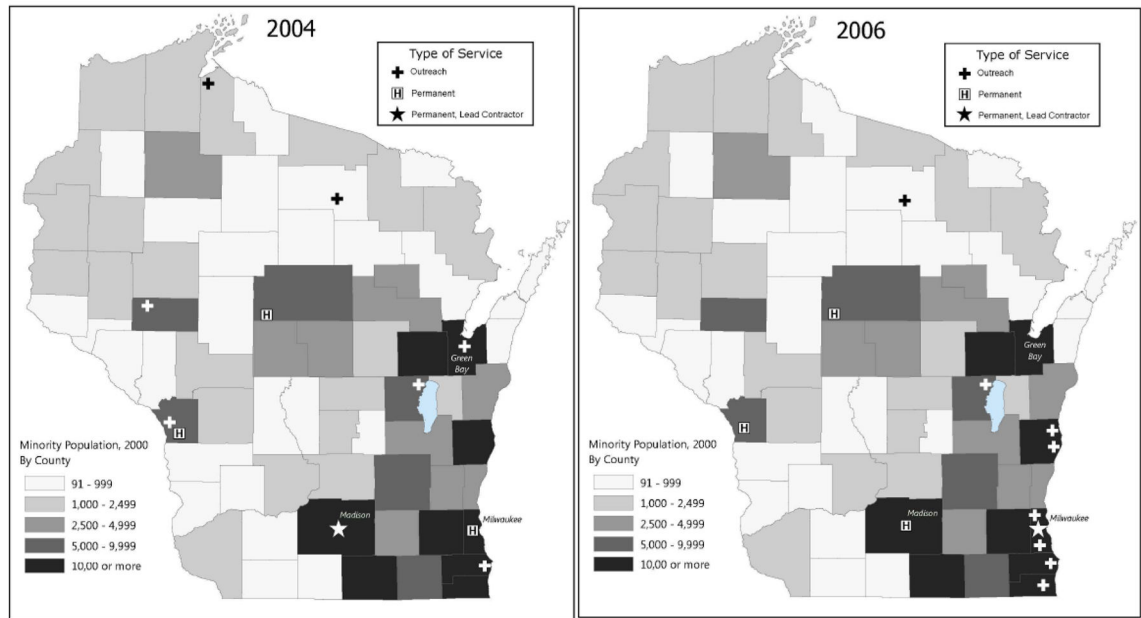 2004
Type of Service
Outreach
H Permanent
Permanent, Lead Contractor
H
Green
Bay
H
Minority Population, 2000
By County
91 - 999
1,000 - 2,499
2,500 - 4,999
5,000 - 9,999
10,00 or more
Madison
Milwaukee
H
2006
Type of Service
Outreach
H Permanent
Permanent, Lead Contractor
H
Green
Bay
H
Minority Population, 2000
By County
91 - 999
1,000 - 2,499
2,500 - 4,999
5,000 - 9,999
10,00 or more
Madison
H
Milwaukee